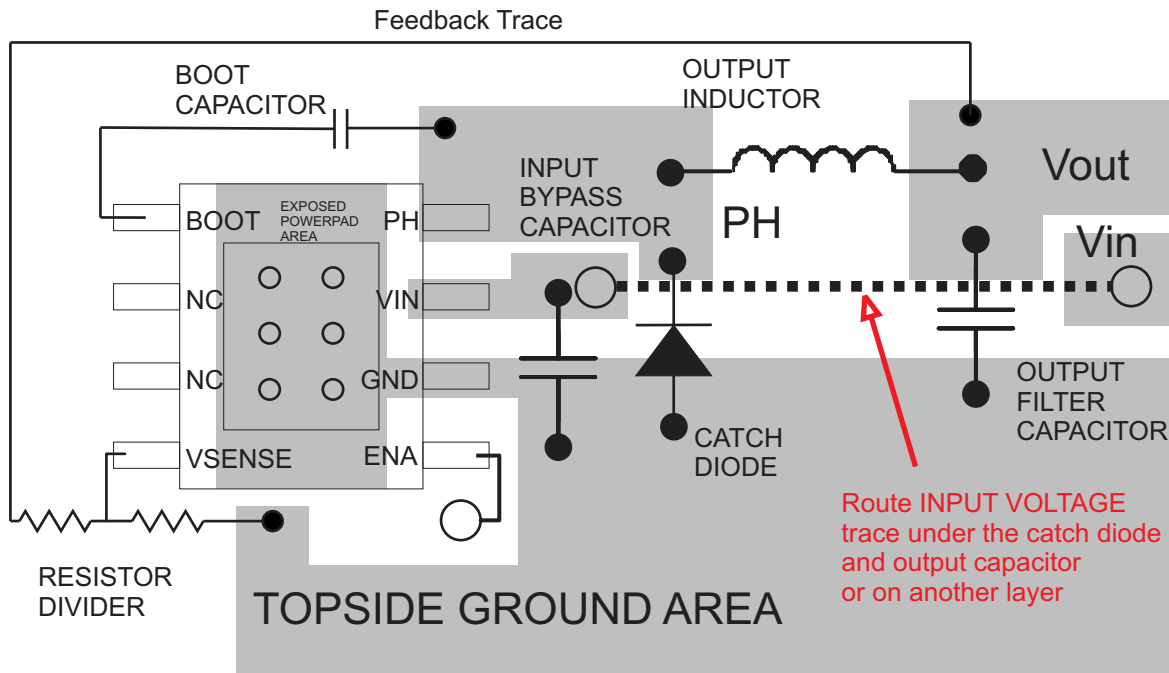 Feedback Trace
BOOT
CAPACITOR
OUTPUT
INDUCTOR
Vout
INPUT
BYPASS
CAPACITOR
PH
Vin
EXPOSED
POWERPAD
AREA
BOOT
PH
NC
VIN
NC
GND
VSENSE
ENA
CATCH
DIODE
OUTPUT
FILTER
CAPACITOR
Route INPUT VOLTAGE
trace under the catch diode
and output capacitor
or on another layer
RESISTOR
DIVIDER
TOPSIDE GROUND AREA